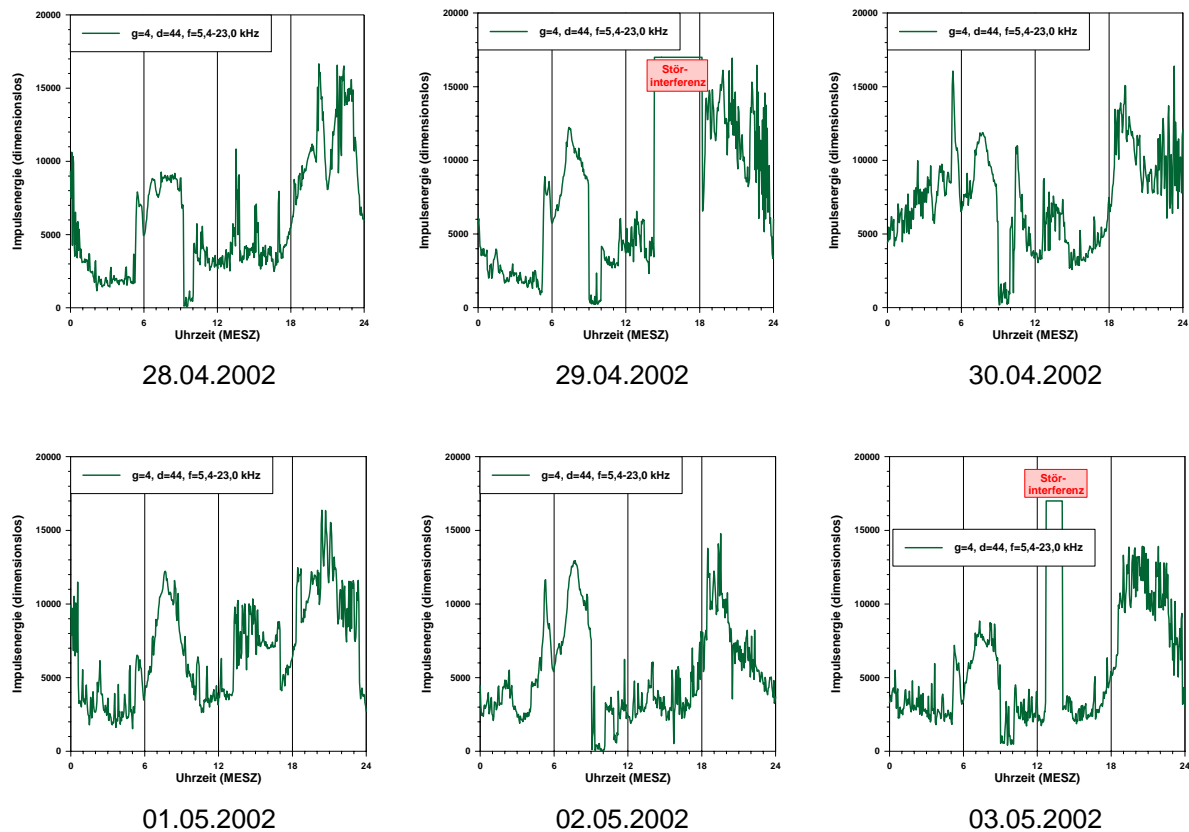 20000
g=4, d=44, f=5,4-23,0 kHz
15000
10000
5000
0
Impulsenergie (dimensionslos)
0 6 12 18 24
Uhrzeit (MESZ)
28.04.2002
20000
g=4, d=44, f=5,4-23,0 kHz
Stör-
interferenz
15000
10000
5000
0
Impulsenergie (dimensionslos)
0 6 12 18 24
Uhrzeit (MESZ)
29.04.2002
20000
g=4, d=44, f=5,4-23,0 kHz
15000
10000
5000
0
Impulsenergie (dimensionslos)
0 6 12 18 24
Uhrzeit (MESZ)
30.04.2002
20000
g=4, d=44, f=5,4-23,0 kHz
15000
10000
5000
0
Impulsenergie (dimensionslos)
0 6 12 18 24
Uhrzeit (MESZ)
01.05.2002
20000
g=4, d=44, f=5,4-23,0 kHz
15000
10000
5000
0
Impulsenergie (dimensionslos)
0 6 12 18 24
Uhrzeit (MESZ)
02.05.2002
20000
Stör-
interferenz
15000
g=4, d=44, f=5,4-23,0 kHz
10000
5000
0
Impulsenergie (dimensionslos)
0 6 12 18 24
Uhrzeit (MESZ)
03.05.2002